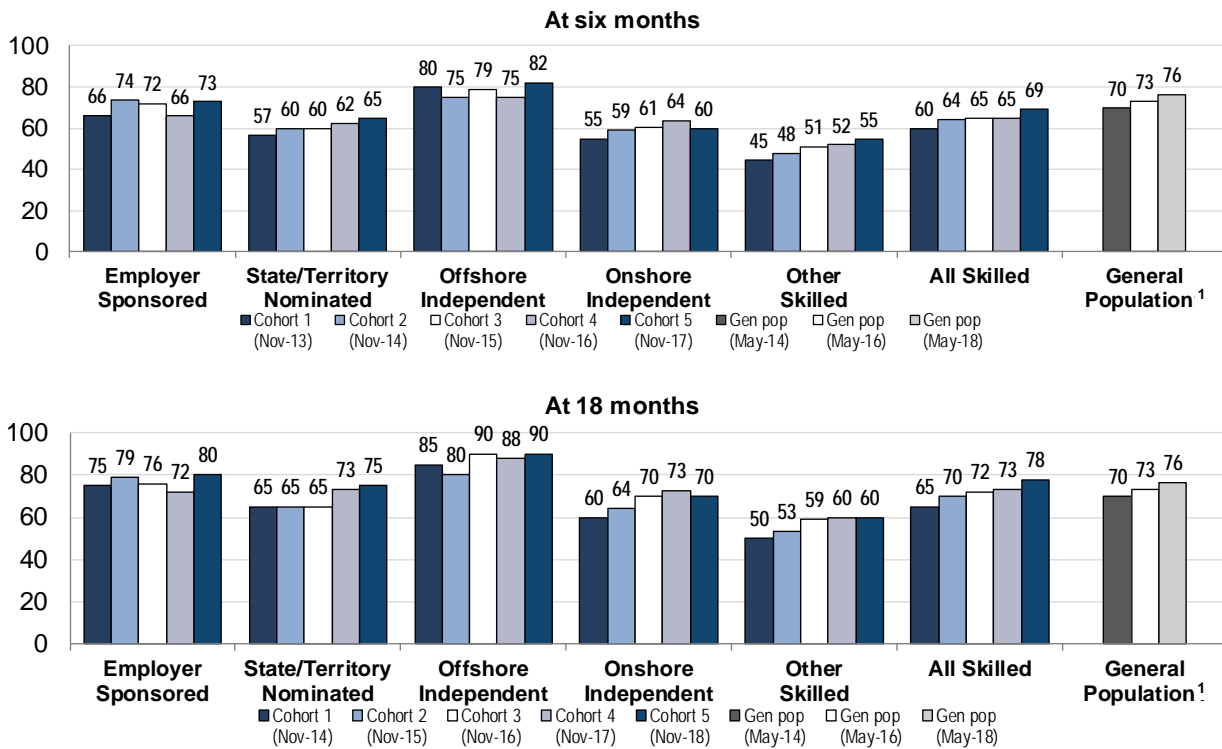 At six months
100
80
60
40
20
0
66 74 72 66 73
57 60 60 62 65
80 75 79 75 82
55 59 61 64 60
45 48 51 52 55
60 64 65 65 69
70 73 76
Employer Sponsored
State/Territory Nominated
Offshore Independent
Onshore Independent
Other Skilled
All Skilled
General Population 1
Cohort 1 (Nov-13)
Cohort 2 (Nov-14)
Cohort 3 (Nov-15)
Cohort 4 (Nov-16)
Cohort 5 (Nov-17)
Gen pop (May-14)
Gen pop (May-16)
Gen pop (May-18)
At 18 months
100
80
60
40
20
0
75 79 76 72 80
65 65 65 73 75
85 80 90 88 90
60 64 70 73 70
50 53 59 60 60
65 70 72 73 78
70 73 76
Employer Sponsored
State/Territory Nominated
Offshore Independent
Onshore Independent
Other Skilled
All Skilled
General Population 1
Cohort 1 (Nov-14)
Cohort 2 (Nov-15)
Cohort 3 (Nov-16)
Cohort 4 (Nov-17)
Cohort 5 (Nov-18)
Gen pop (May-14)
Gen pop (May-16)
Gen pop (May-18)